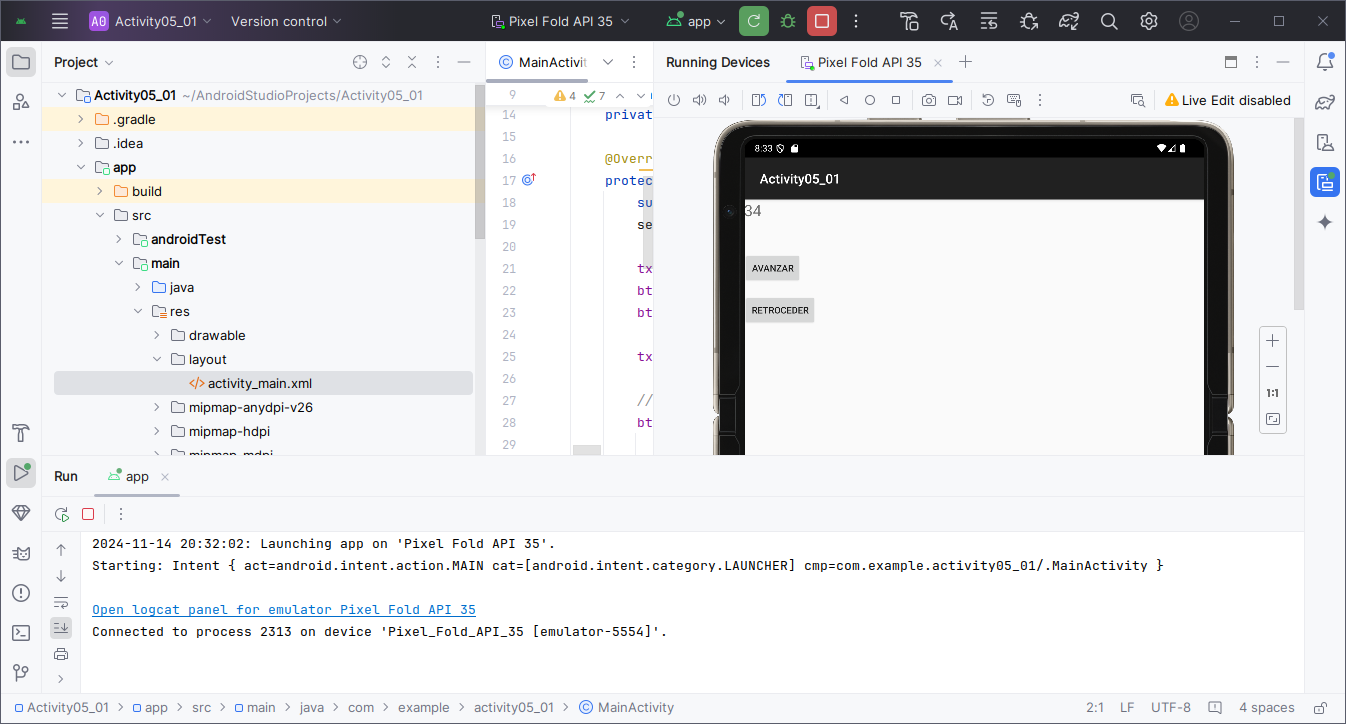 A0 Activity05_01 Version control Pixel Fold API 35 app
Project MainActivit Running Devices Pixel Fold API 35
Activity05_01 ~/AndroidStudioProjects/Activity05_01
.gradle
.idea
app
build
src
androidTest
main
java
res
drawable
layout
</> activity_main.xml
mipmap-anydpi-v26
mipmap-hdpi
mipmap-mdpi
9 4 7
14 privat
15
16 @Overr
17 protec
18 su
19 se
20
21 tx
22 bt
23 bt
24
25 tx
26
27 //
28 bt
29
Live Edit disabled
8:33
Activity05_01
34
AVANZAR
RETROCEDER
1:1
Run app
2024-11-14 20:32:02: Launching app on 'Pixel Fold API 35'.
Starting: Intent { act=android.intent.action.MAIN cat=[android.intent.category.LAUNCHER] cmp=com.example.activity05_01/.MainActivity }
Open logcat panel for emulator Pixel Fold API 35
Connected to process 2313 on device 'Pixel_Fold_API_35 [emulator-5554]'.
Activity05_01 > app > src > main > java > com > example > activity05_01 > MainActivity 2:1 LF UTF-8 4 spaces